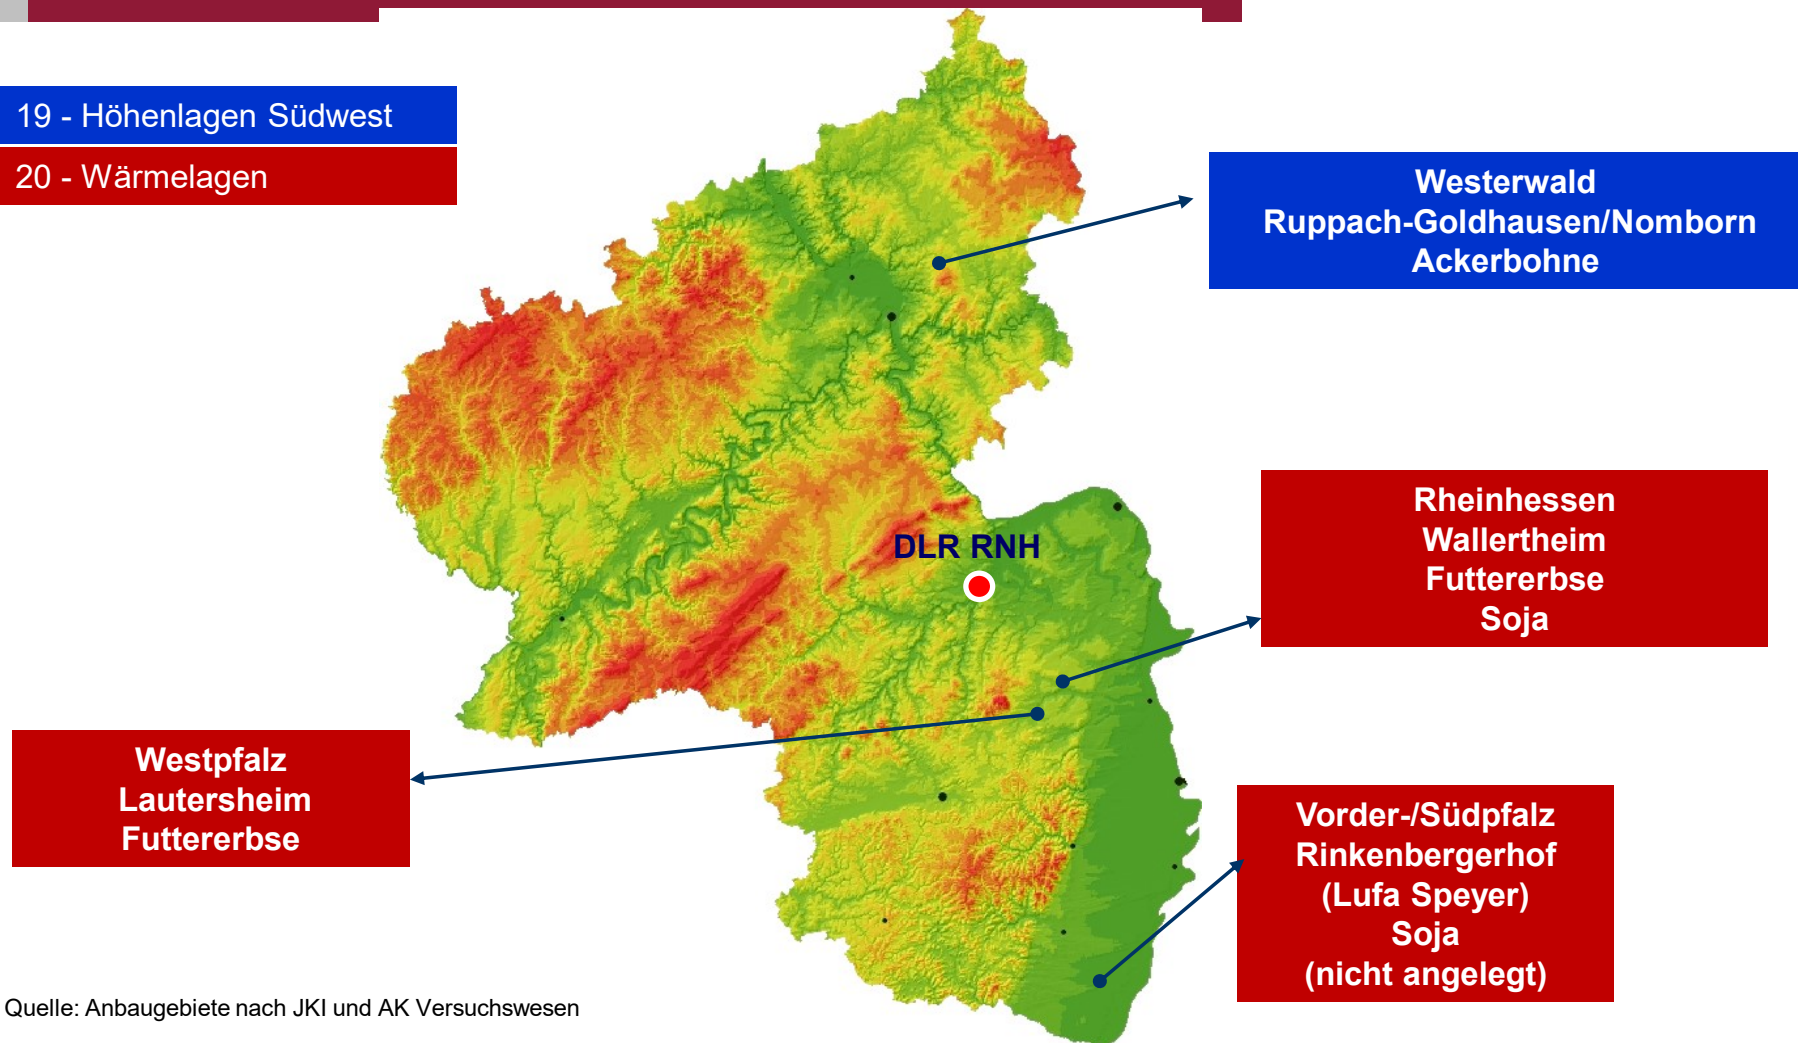 19 - Höhenlagen Südwest
20 - Wärmelagen
Westerwald
Ruppach-Goldhausen/Nomborn
Ackerbohne
DLR RNH
Rheinhessen
Wallertheim
Futtererbse
Soja
Westpfalz
Lautersheim
Futtererbse
Vorder-/Südpfalz
Rinkenbergerhof
(Lufa Speyer)
Soja
(nicht angelegt)
Quelle: Anbaugebiete nach JKI und AK Versuchswesen